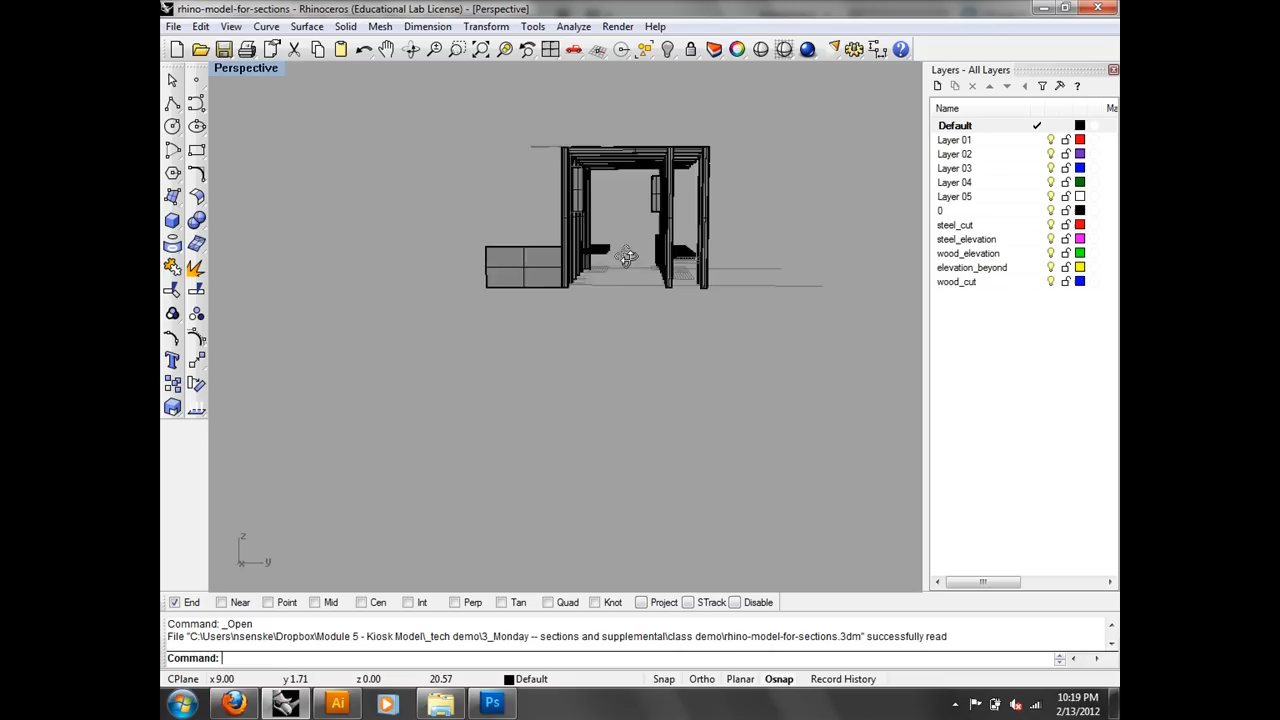 rhino-model-for-sections - Rhinoceros (Educational Lab License) - [Perspective]
File Edit View Curve Surface Solid Mesh Dimension Transform Tools Analyze Render Help
Perspective
Layers - All Layers
Name Ma
Default
Layer 01
Layer 02
Layer 03
Layer 04
Layer 05
0
steel_cut
steel_elevation
wood_elevation
elevation_beyond
wood_cut
z
x y
End Near Point Mid Cen Int Perp Tan Quad Knot Project STrack Disable
Command: _Open
File "C:\Users\nsenske\Dropbox\Module 5 - Kiosk Model\_tech demo\3_Monday -- sections and supplemental\class demo\rhino-model-for-sections.3dm" successfully read
Command:
CPlane x 9.00 y 1.71 z 0.00 20.57 Default Snap Ortho Planar Osnap Record History
Ai Ps
10:19 PM
2/13/2012